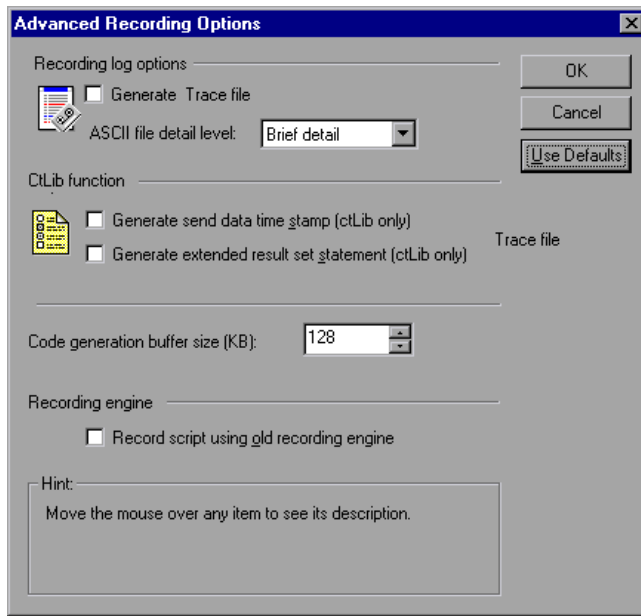 Advanced Recording Options
Recording log options
OK
Generate Trace file
Cancel
ASCII file detail level: Brief detail
Use Defaults
CtLib function
Generate send data time stamp (ctLib only)
Trace file
Generate extended result set statement (ctLib only)
Code generation buffer size (KB): 128
Recording engine
Record script using old recording engine
Hint:
Move the mouse over any item to see its description.